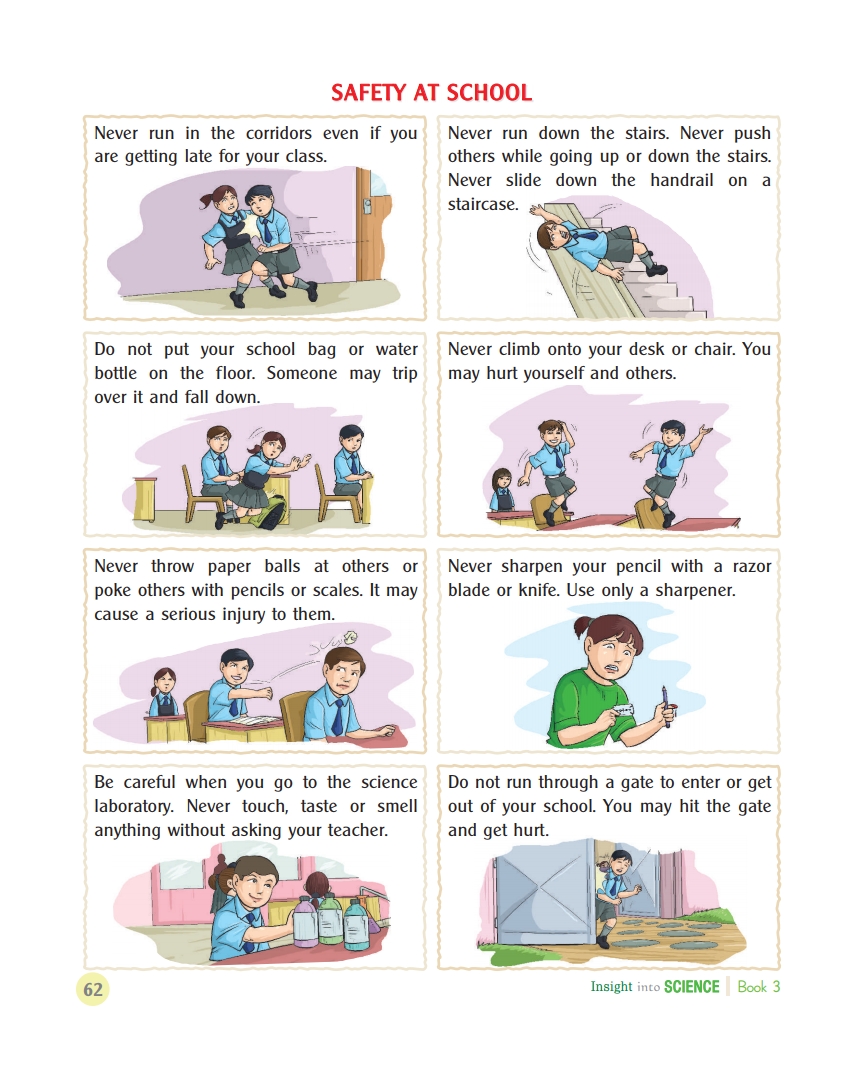 SAFETY AT SCHOOL
Never run in the corridors even if you
are getting late for your class.
Never run down the stairs. Never push
others while going up or down the stairs.
Never slide down the handrail on a
staircase.
Do not put your school bag or water
bottle on the floor. Someone may trip
over it and fall down.
Never climb onto your desk or chair. You
may hurt yourself and others.
Never throw paper balls at others or
poke others with pencils or scales. It may
cause a serious injury to them.
Never sharpen your pencil with a razor
blade or knife. Use only a sharpener.
Be careful when you go to the science
laboratory. Never touch, taste or smell
anything without asking your teacher.
Do not run through a gate to enter or get
out of your school. You may hit the gate
and get hurt.
62
Insight into SCIENCE Book 3